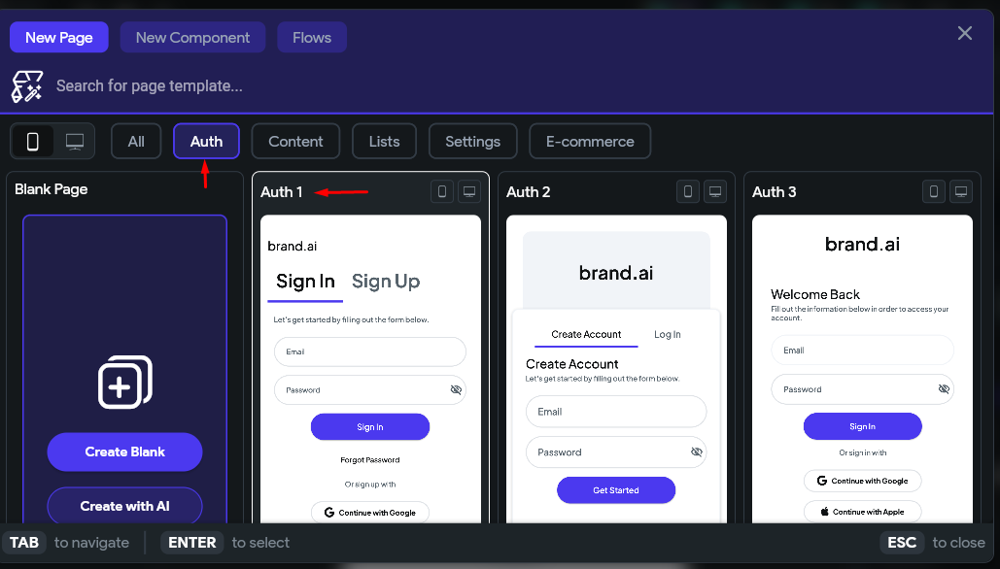 New Page New Component Flows
Search for page template...
All Auth Content Lists Settings E-commerce
Blank Page
Create Blank
Create with AI
Auth 1
brand.ai
Sign In Sign Up
Let's get started by filling out the form below.
Email
Password
Sign In
Forgot Password
Or sign up with
Continue with Google
Auth 2
brand.ai
Create Account Log In
Create Account
Let's get started by filling out the form below.
Email
Password
Get Started
Auth 3
brand.ai
Welcome Back
Fill out the information below in order to access your
account.
Email
Password
Sign In
Or sign in with
Continue with Google
Continue with Apple
TAB to navigate ENTER to select ESC to close